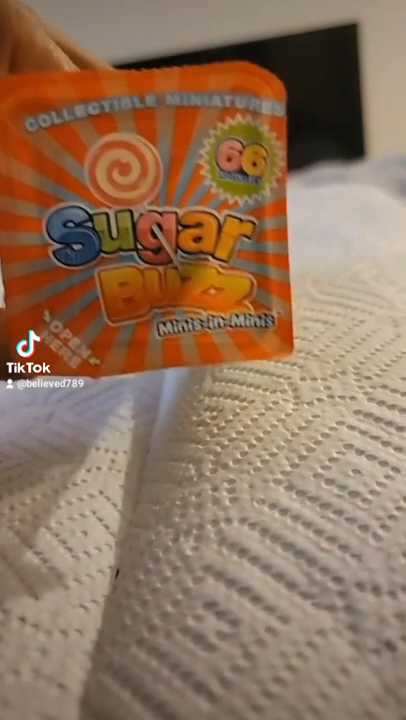 COLLECTIBLE MINIATURES
66
Sugar
Buzz
Minis-in-Minis
OPEN
HERE
TikTok
@believed789